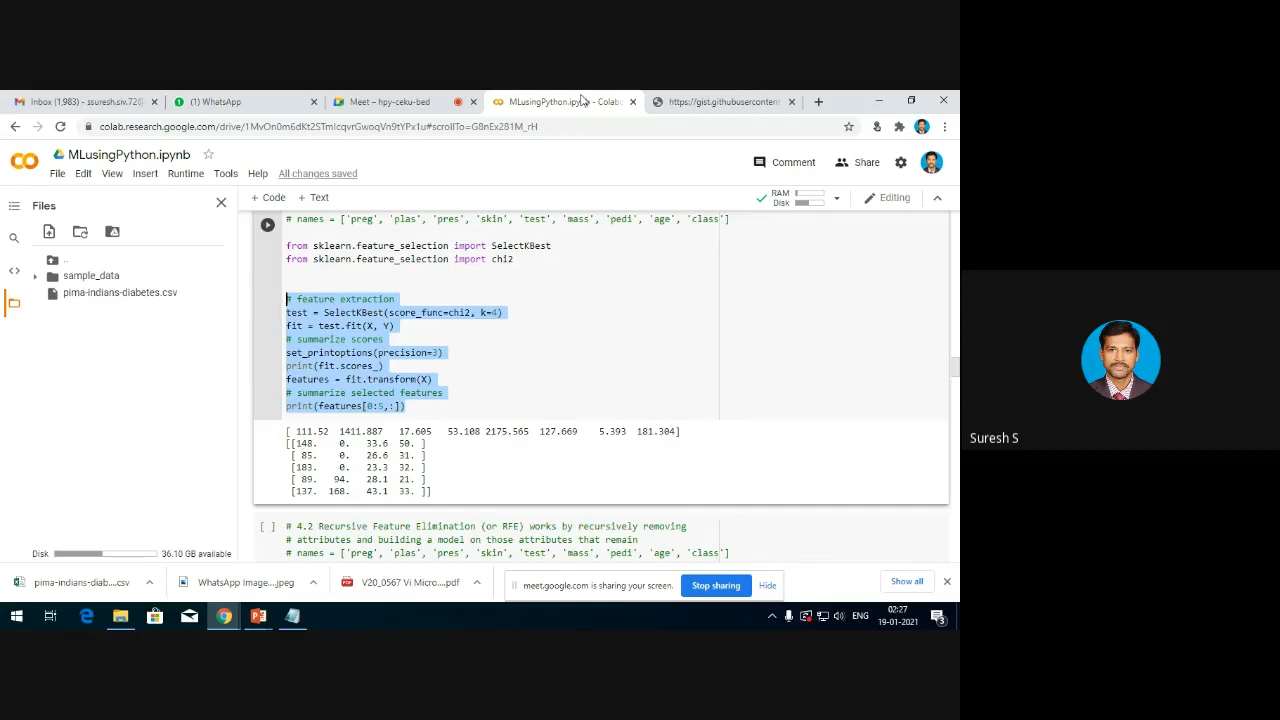 Inbox (1,983) - ssuresh.siv.72@
(1) WhatsApp
Meet – hpy-ceku-bed
MLusingPython.ipynb - Colab
https://gist.githubusercontent
colab.research.google.com/drive/1MvOn0m6dKt2STmIcqvrGwoqVn9tYPx1u#scrollTo=G8nEx281M_rH
MLusingPython.ipynb
Comment
Share
File Edit View Insert Runtime Tools Help All changes saved
Files
+ Code + Text
RAM
Disk
Editing
..
sample_data
pima-indians-diabetes.csv
# names = ['preg', 'plas', 'pres', 'skin', 'test', 'mass', 'pedi', 'age', 'class']
from sklearn.feature_selection import SelectKBest
from sklearn.feature_selection import chi2
# feature extraction
test = SelectKBest(score_func=chi2, k=4)
fit = test.fit(X, Y)
# summarize scores
set_printoptions(precision=3)
print(fit.scores_)
features = fit.transform(X)
# summarize selected features
print(features[0:5,:])
[ 111.52 1411.887 17.605 53.108 2175.565 127.669 5.393 181.304]
[[148. 0. 33.6 50. ]
[ 85. 0. 26.6 31. ]
[183. 0. 23.3 32. ]
[ 89. 94. 28.1 21. ]
[137. 168. 43.1 33. ]]
[ ] # 4.2 Recursive Feature Elimination (or RFE) works by recursively removing
# attributes and building a model on those attributes that remain
# names = ['preg', 'plas', 'pres', 'skin', 'test', 'mass', 'pedi', 'age', 'class']
Disk 36.10 GB available
pima-indians-diab....csv
WhatsApp Image....jpeg
V20_0567 Vi Micro....pdf
meet.google.com is sharing your screen.
Stop sharing
Hide
Show all
ENG
02:27
19-01-2021
3
Suresh S